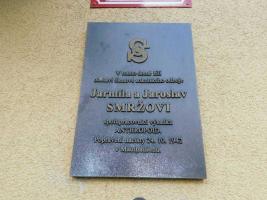 V tomto domě žili
Jarmila a Jaroslav
SMRŽOVI
spolupracovníci výsadku
ANTHROPOID
Popraveni nacisty 24. 10. 1942
v Mauthausenu